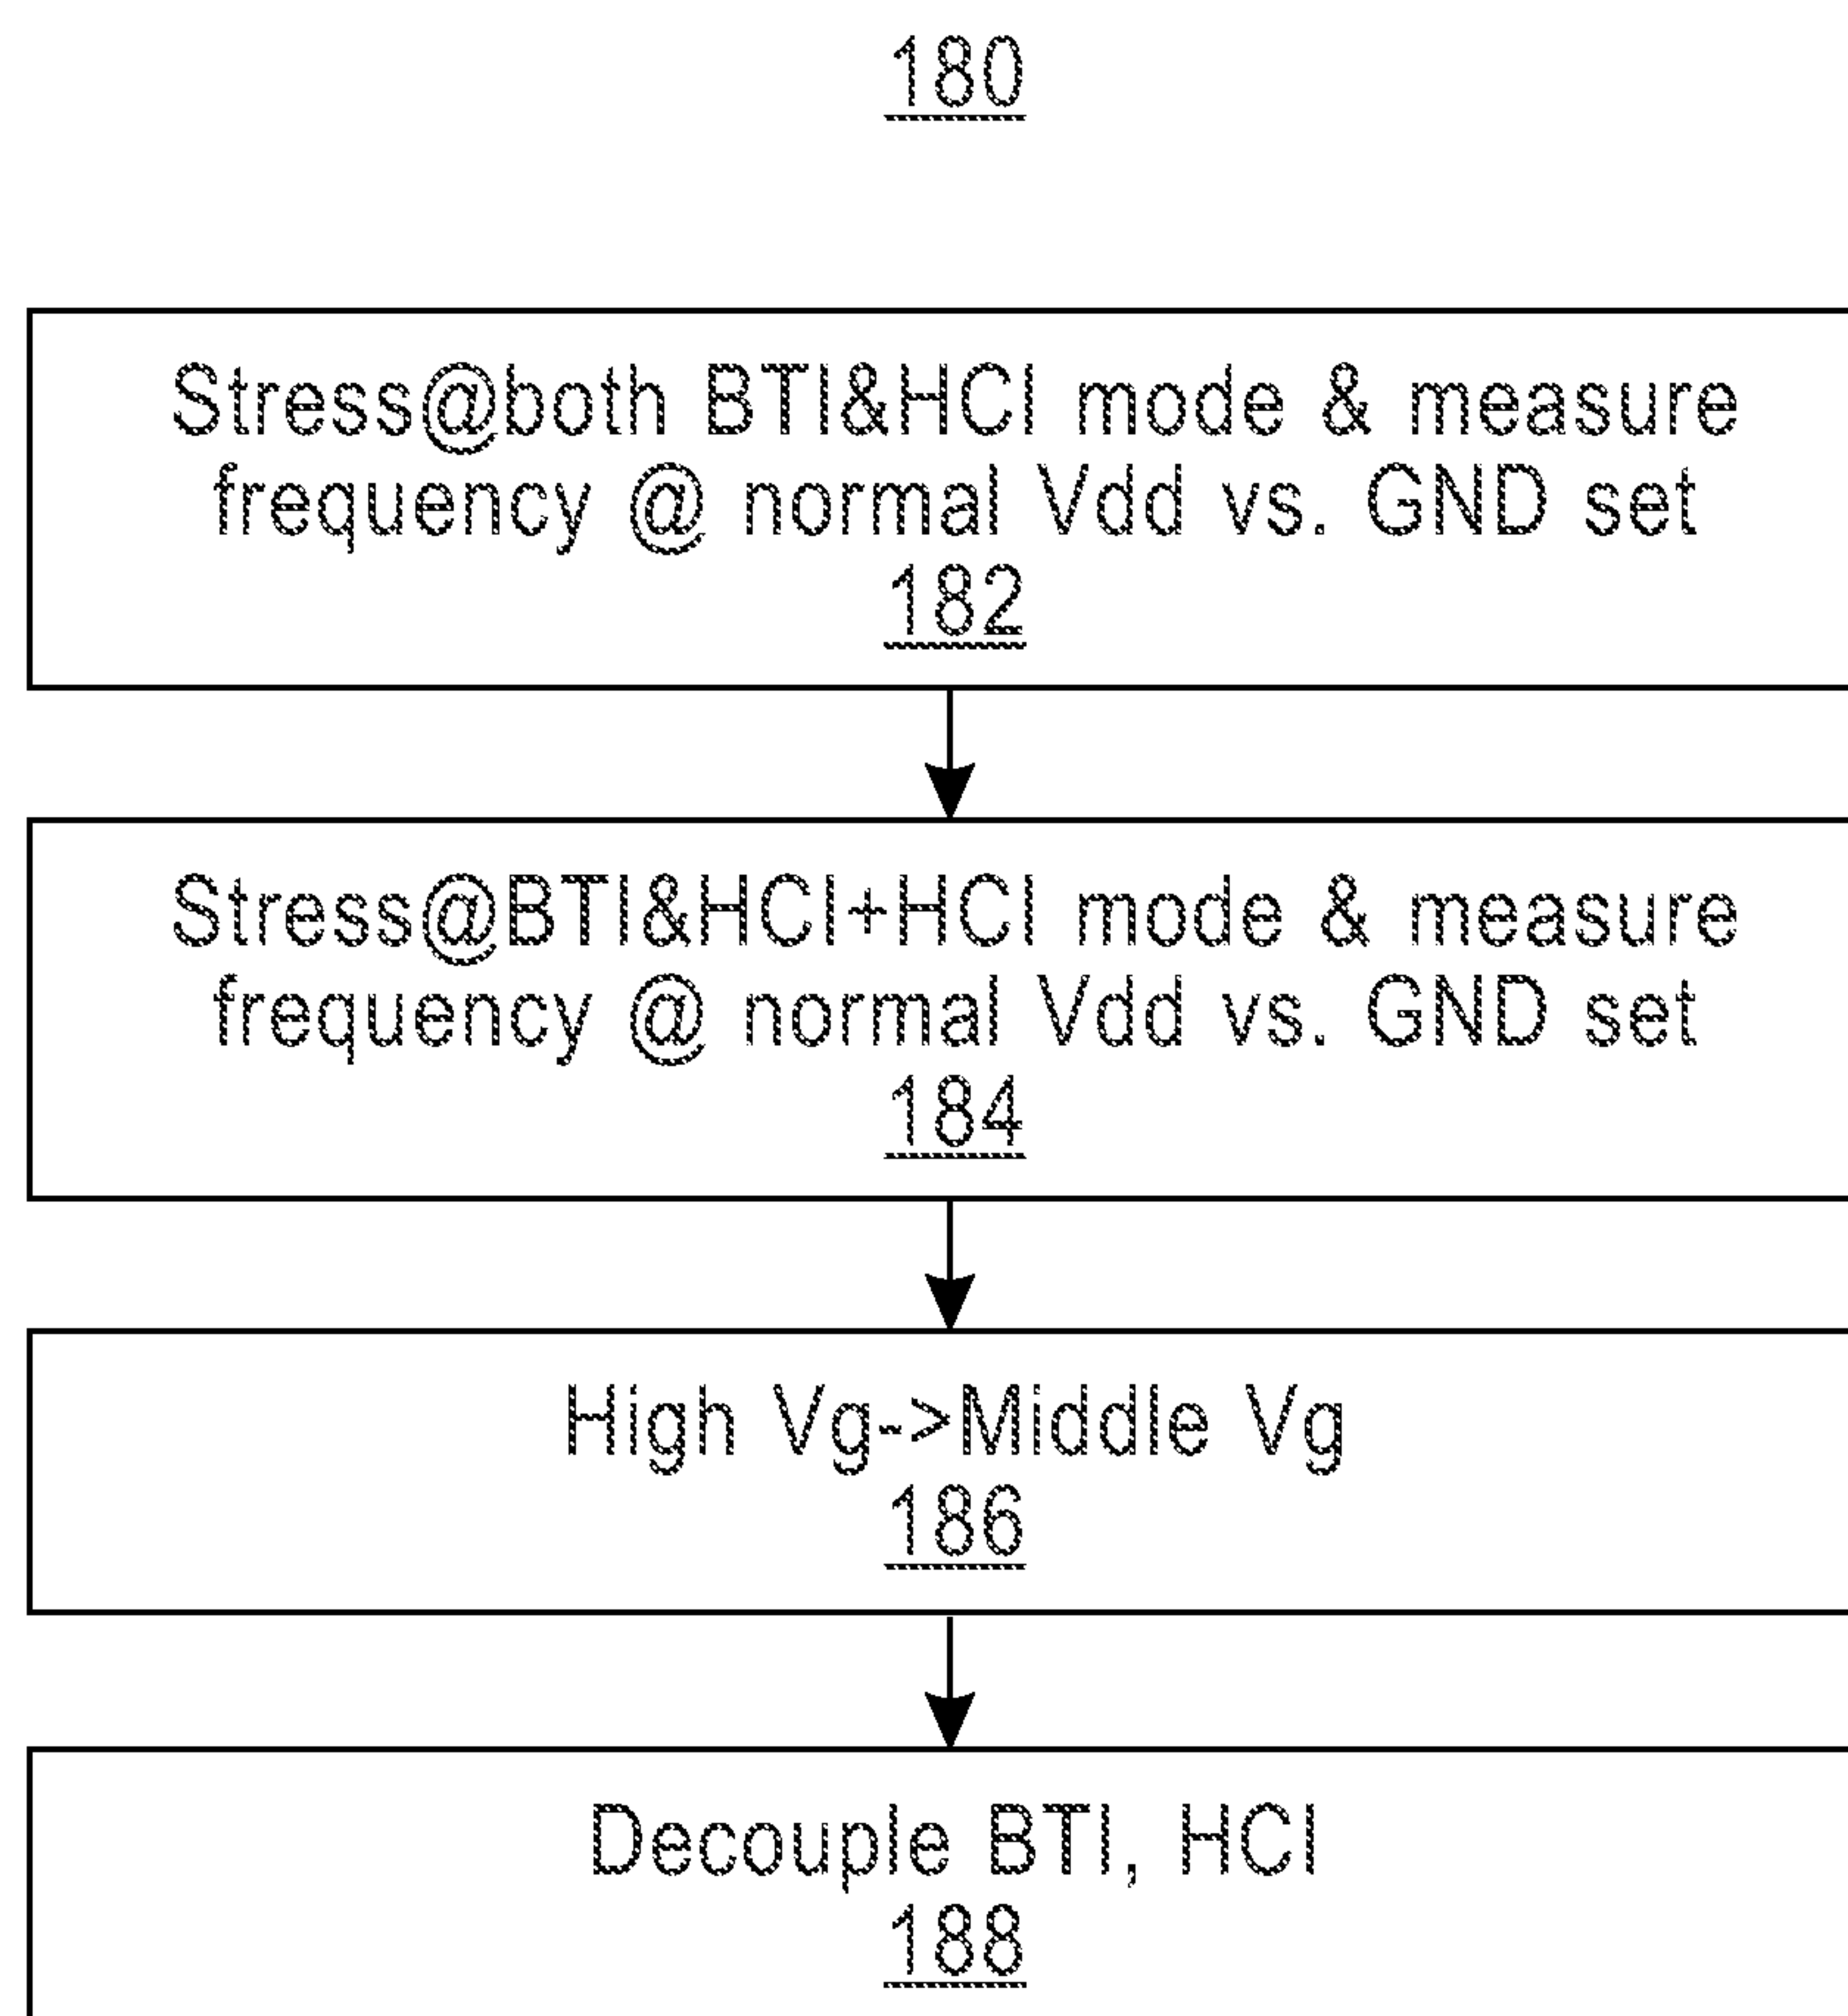 180
Stress@both BTI&HCI mode & measure
frequency @ normal Vdd vs. GND set
182
Stress@BTI&HCI+HCI mode & measure
frequency @ normal Vdd vs. GND set
184
High Vg->Middle Vg
186
Decouple BTI, HCI
188